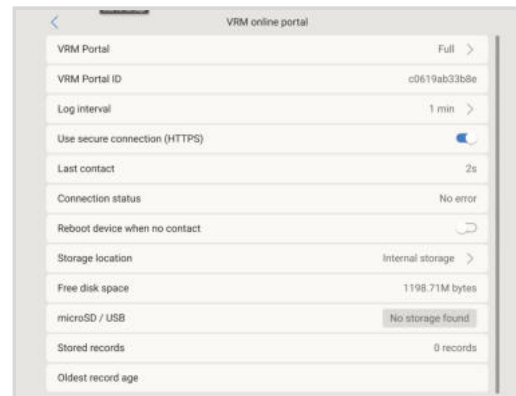 VRM online portal
VRM Portal Full
VRM Portal ID c0619ab33b8e
Log interval 1 min
Use secure connection (HTTPS)
Last contact 2s
Connection status No error
Reboot device when no contact
Storage location Internal storage
Free disk space 1198.71M bytes
microSD / USB No storage found
Stored records 0 records
Oldest record age